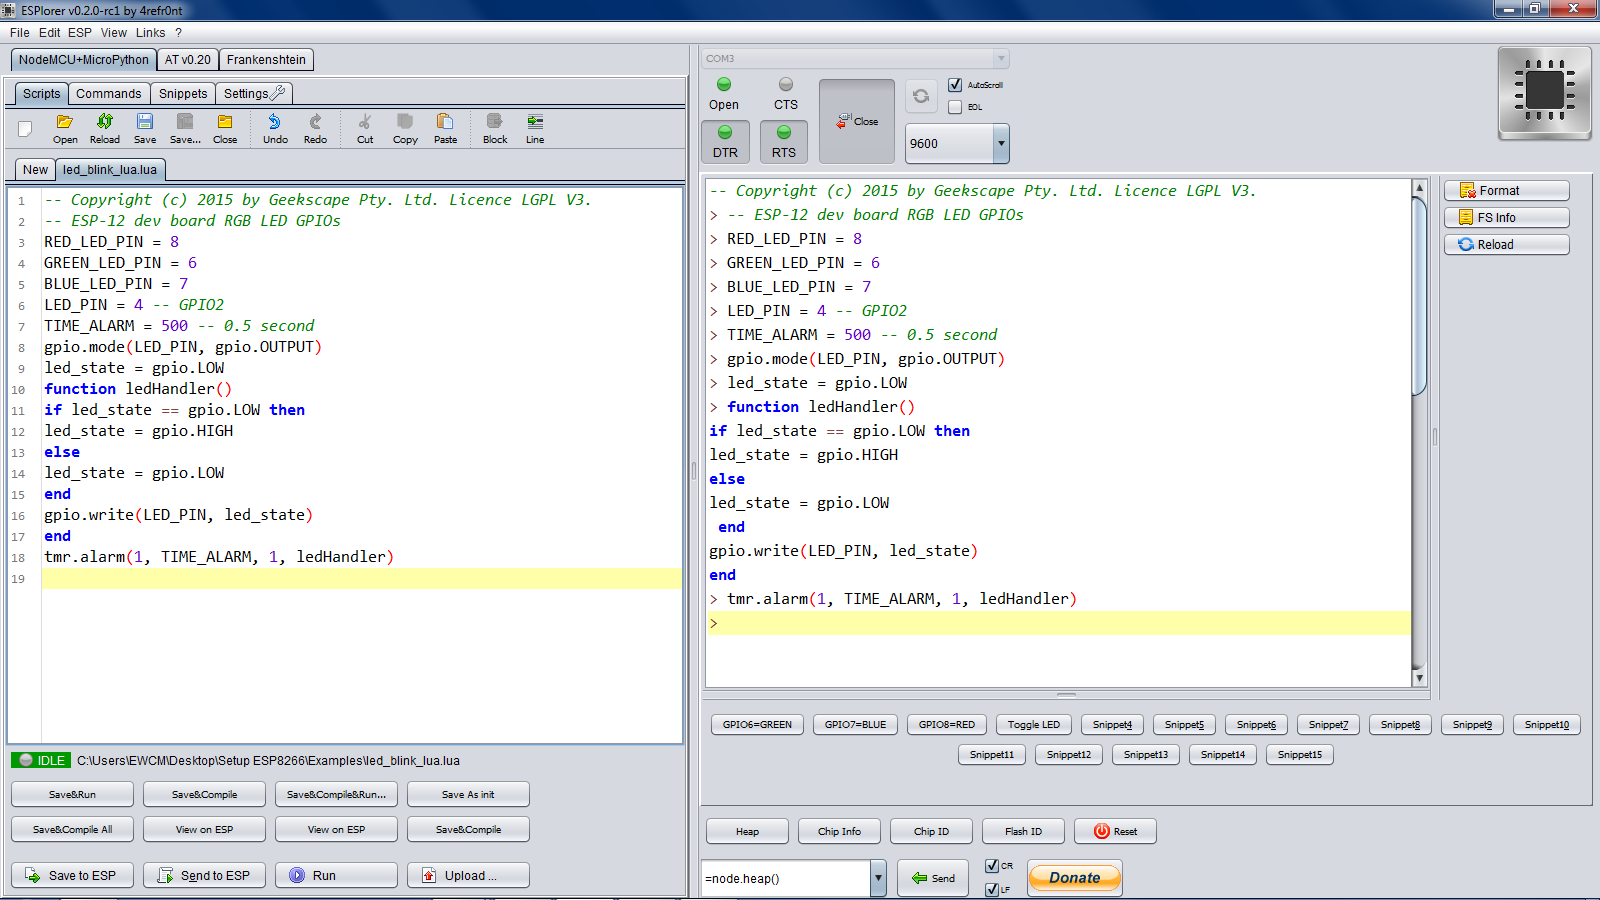 ESPlorer v0.2.0-rc1 by 4refr0nt
File Edit ESP View Links ?
NodeMCU+MicroPython AT v0.20 Frankenshtein
Scripts Commands Snippets Settings
Open Reload Save Save... Close Undo Redo Cut Copy Paste Block Line
New led_blink_lua.lua
1 -- Copyright (c) 2015 by Geekscape Pty. Ltd. Licence LGPL V3.
2 -- ESP-12 dev board RGB LED GPIOs
3 RED_LED_PIN = 8
4 GREEN_LED_PIN = 6
5 BLUE_LED_PIN = 7
6 LED_PIN = 4 -- GPIO2
7 TIME_ALARM = 500 -- 0.5 second
8 gpio.mode(LED_PIN, gpio.OUTPUT)
9 led_state = gpio.LOW
10 function ledHandler()
11 if led_state == gpio.LOW then
12 led_state = gpio.HIGH
13 else
14 led_state = gpio.LOW
15 end
16 gpio.write(LED_PIN, led_state)
17 end
18 tmr.alarm(1, TIME_ALARM, 1, ledHandler)
19
IDLE C:\Users\EWCM\Desktop\Setup ESP8266\Examples\led_blink_lua.lua
Save&Run Save&Compile Save&Compile&Run... Save As init
Save&Compile All View on ESP View on ESP Save&Compile
Save to ESP Send to ESP Run Upload ...
COM3
Open CTS Close AutoScroll
EOL
DTR RTS 9600
-- Copyright (c) 2015 by Geekscape Pty. Ltd. Licence LGPL V3.
> -- ESP-12 dev board RGB LED GPIOs
> RED_LED_PIN = 8
> GREEN_LED_PIN = 6
> BLUE_LED_PIN = 7
> LED_PIN = 4 -- GPIO2
> TIME_ALARM = 500 -- 0.5 second
> gpio.mode(LED_PIN, gpio.OUTPUT)
> led_state = gpio.LOW
> function ledHandler()
if led_state == gpio.LOW then
led_state = gpio.HIGH
else
led_state = gpio.LOW
end
gpio.write(LED_PIN, led_state)
end
> tmr.alarm(1, TIME_ALARM, 1, ledHandler)
>
Format
FS Info
Reload
GPIO6=GREEN GPIO7=BLUE GPIO8=RED Toggle LED Snippet4 Snippet5 Snippet6 Snippet7 Snippet8 Snippet9 Snippet10
Snippet11 Snippet12 Snippet13 Snippet14 Snippet15
Heap Chip Info Chip ID Flash ID Reset
=node.heap() Send CR Donate
LF